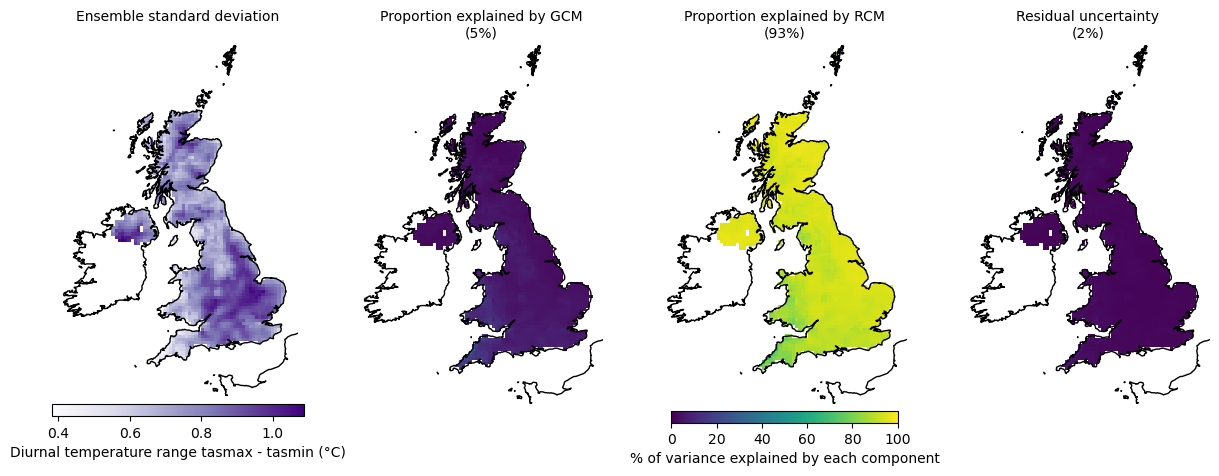 Ensemble standard deviation
Proportion explained by GCM
(5%)
Proportion explained by RCM
(93%)
Residual uncertainty
(2%)
0.4 0.6 0.8 1.0
Diurnal temperature range tasmax - tasmin (°C)
0 20 40 60 80 100
% of variance explained by each component